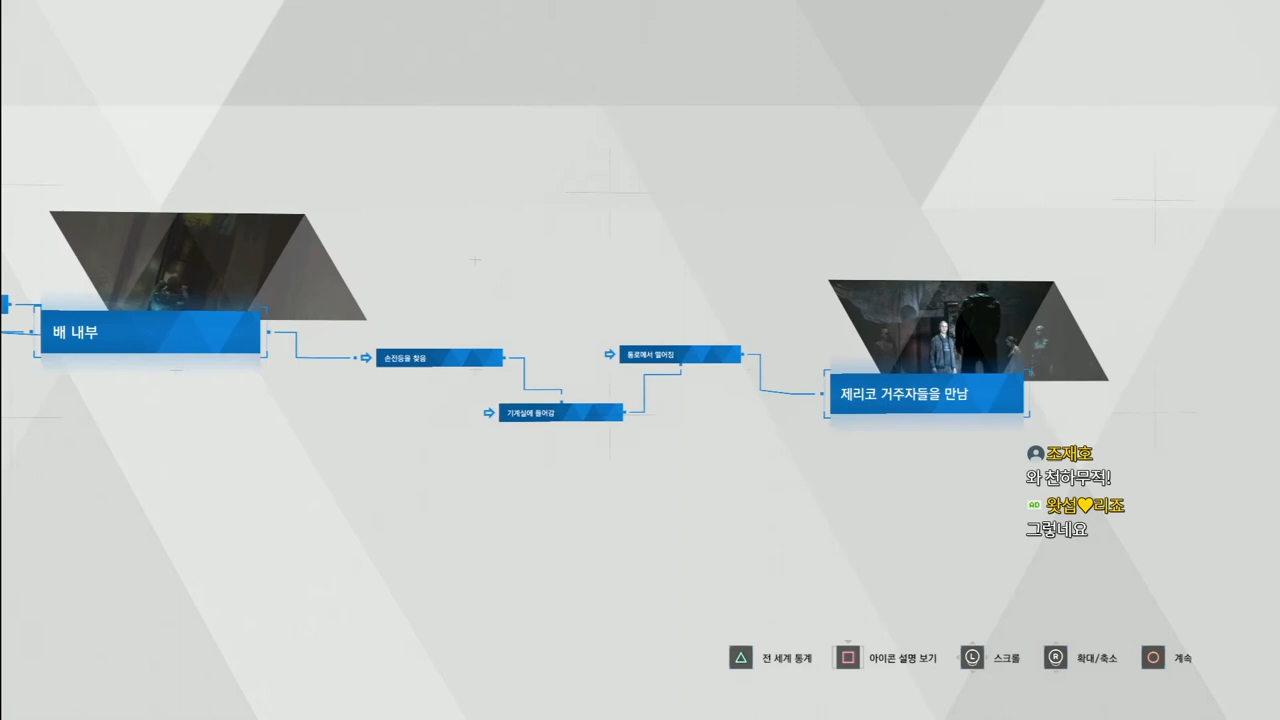 배 내부
손전등을 찾음
기계실에 들어감
통로에서 떨어짐
제리코 거주자들을 만남
조재호
와 천하무적!
AD 왓섭💛리죠
그렇네요
전 세계 통계
아이콘 설명 보기
L 스크롤
R 확대/축소
계속